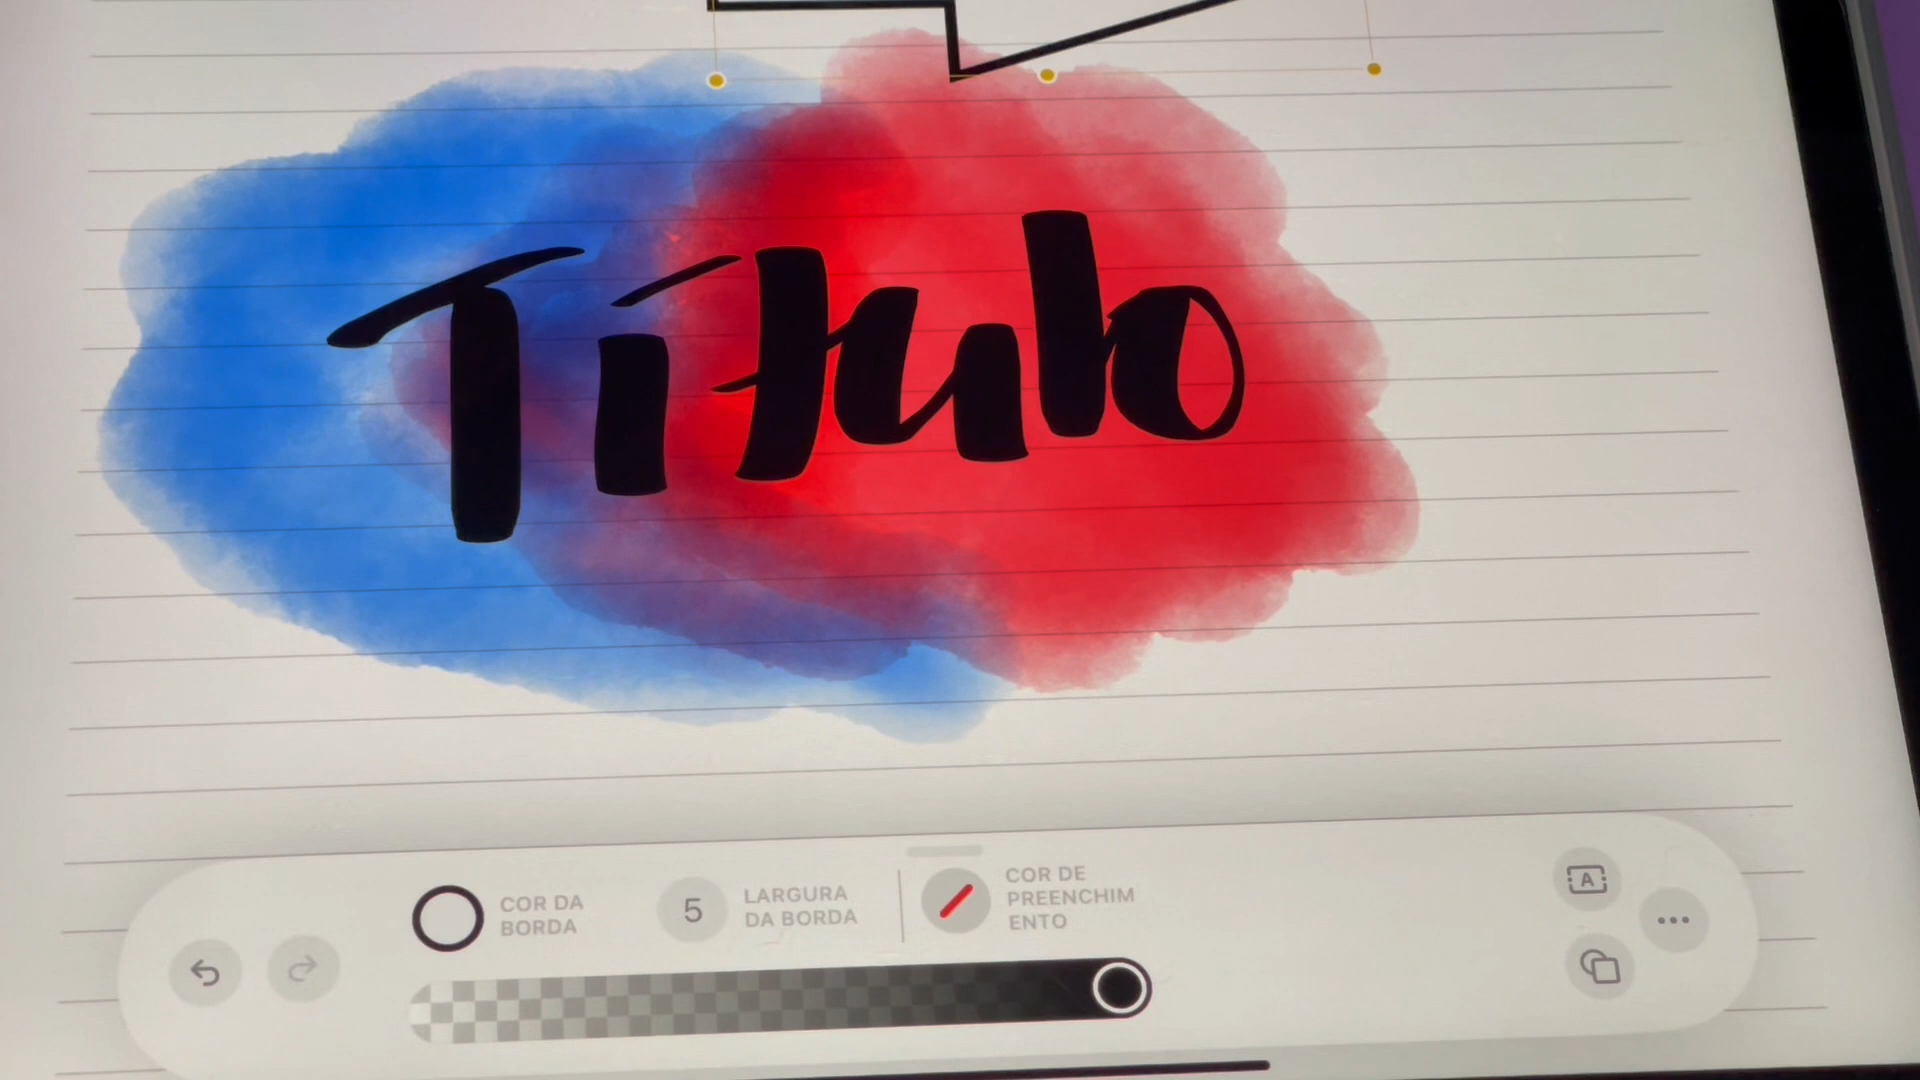 Título
COR DA
BORDA
5
LARGURA
DA BORDA
COR DE
PREENCHIM
ENTO
A